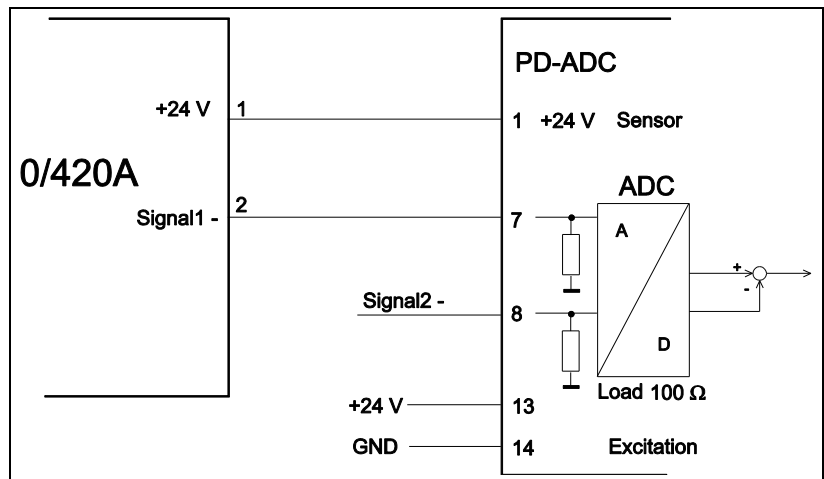 PD-ADC
+24 V 1
1 +24 V Sensor
0/420A
ADC
Signal1 - 2
7
A
+
-
Signal2 -
8
D
Load 100 Ω
+24 V
13
GND
14 Excitation